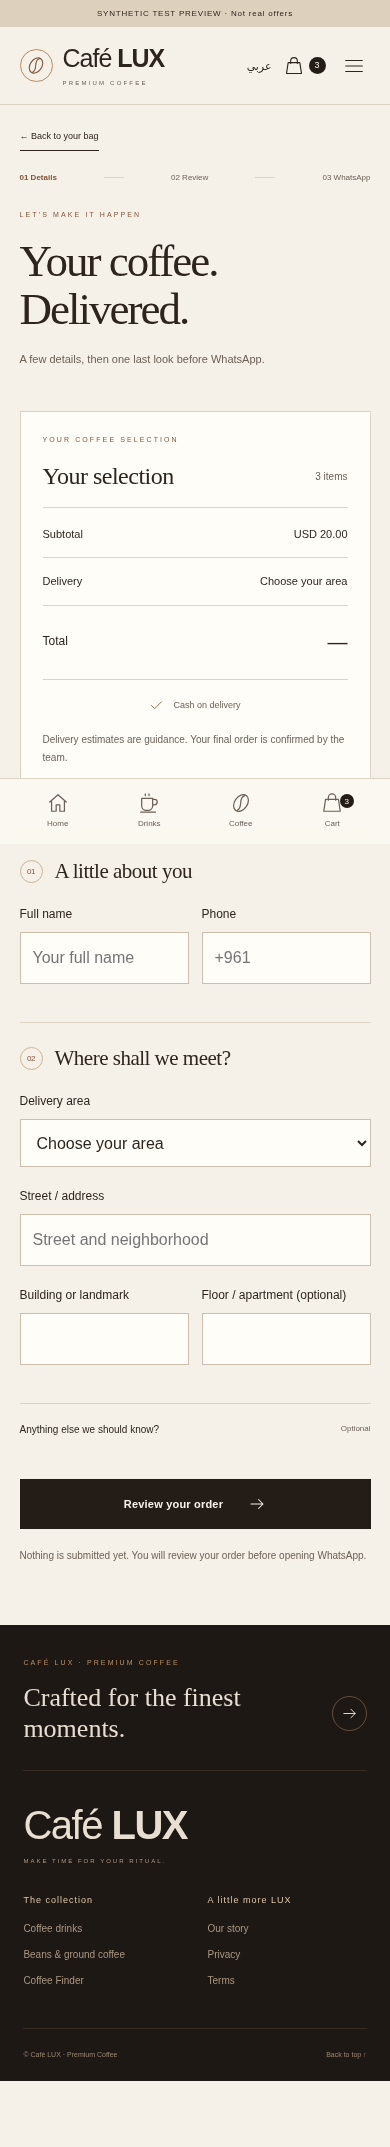 SYNTHETIC TEST PREVIEW · Not real offers
Café LUX
PREMIUM COFFEE
عربي
3
← Back to your bag
01 Details
02 Review
03 WhatsApp
LET'S MAKE IT HAPPEN
Your coffee.
Delivered.
A few details, then one last look before WhatsApp.
YOUR COFFEE SELECTION
Your selection
3 items
Subtotal
USD 20.00
Delivery
Choose your area
Total
—
Cash on delivery
Delivery estimates are guidance. Your final order is confirmed by the
team.
Home
Drinks
Coffee
3
Cart
01
A little about you
Full name
Phone
Your full name
+961
02
Where shall we meet?
Delivery area
Choose your area
Street / address
Street and neighborhood
Building or landmark
Floor / apartment (optional)
Anything else we should know?
Optional
Review your order
Nothing is submitted yet. You will review your order before opening WhatsApp.
CAFÉ LUX · PREMIUM COFFEE
Crafted for the finest
moments.
Café LUX
MAKE TIME FOR YOUR RITUAL.
The collection
A little more LUX
Coffee drinks
Our story
Beans & ground coffee
Privacy
Coffee Finder
Terms
© Café LUX · Premium Coffee
Back to top ↑